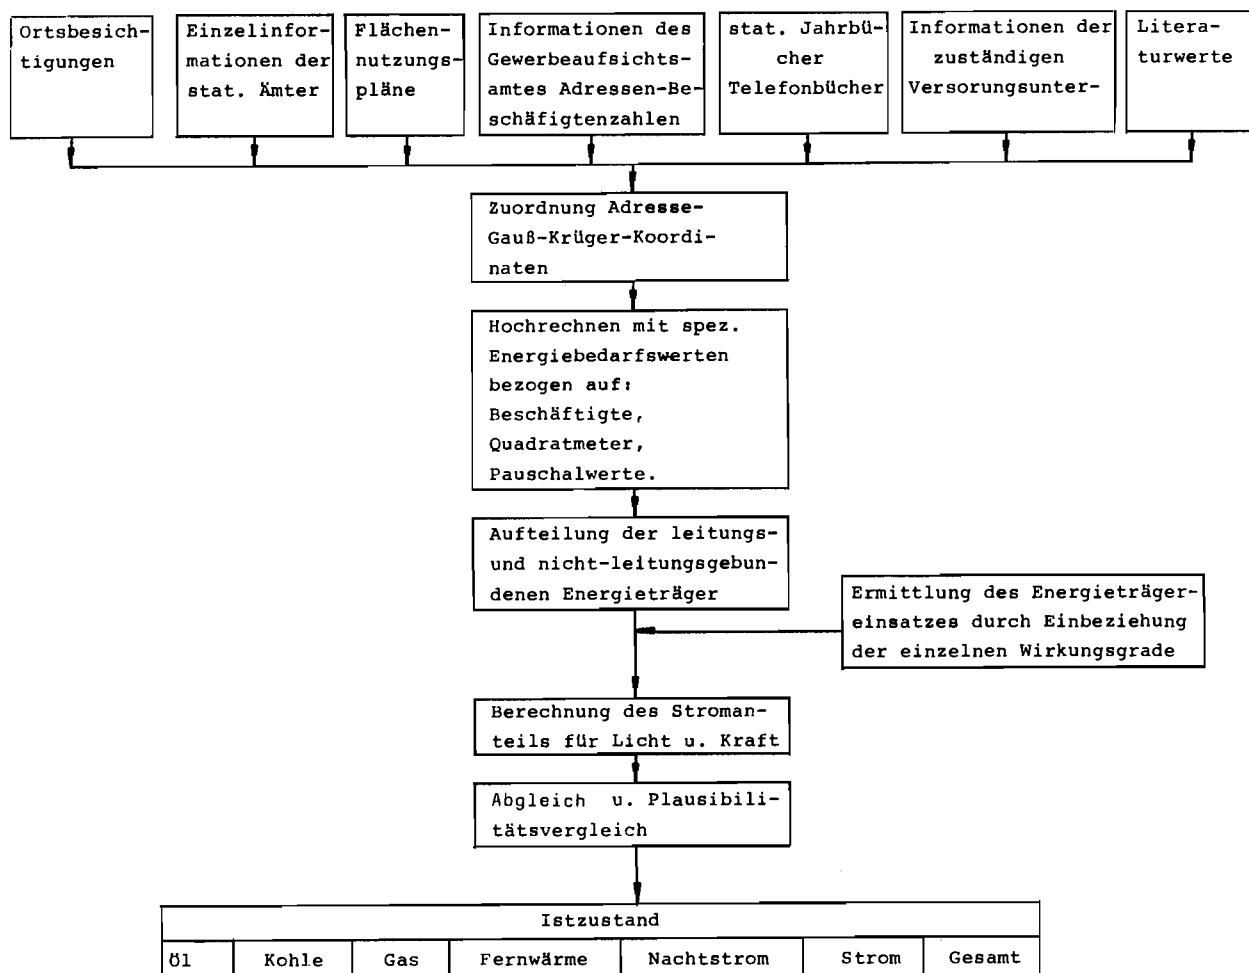 Ortsbesich-
tigungen
Einzelinfor-
mationen der
stat. Ämter
Flächen-
nutzungs-
pläne
Informationen des
Gewerbeaufsichts-
amtes Adressen-Be-
schäfigtenzahlen
stat. Jahrbü-
cher
Telefonbücher
Informationen der
zuständigen
Versorungsunter-
Litera-
turwerte
Zuordnung Adresse-
Gauß-Krüger-Koordi-
naten
Hochrechnen mit spez.
Energiebedarfswerten
bezogen auf:
Beschäftigte,
Quadratmeter,
Pauschalwerte.
Aufteilung der leitungs-
und nicht-leitungsgebun-
denen Energieträger
Ermittlung des Energieträger-
einsatzes durch Einbeziehung
der einzelnen Wirkungsgrade
Berechnung des Stroman-
teils für Licht u. Kraft
Abgleich u. Plausibili-
tätsvergleich
Istzustand
Öl Kohle Gas Fernwärme Nachtstrom Strom Gesamt